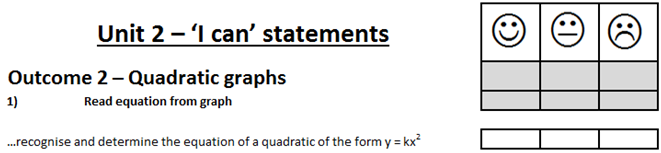 Unit 2 – ‘I can’ statements
Outcome 2 – Quadratic graphs
1) Read equation from graph
…recognise and determine the equation of a quadratic of the form y = kx²